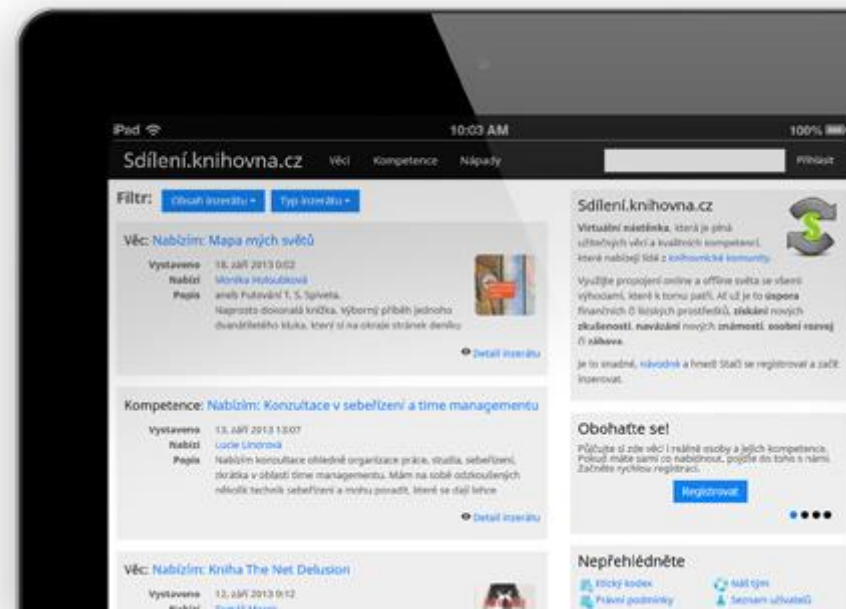 iPad 10:03 AM 100%
Sdílení.knihovna.cz Věci Kompetence Nápady Přihlásit
Filtr: Obsah inzerátu Typ inzerátu
Věc: Nabízím: Mapa mých světů
Vystaveno 18. září 2013 0:02
Nabízí Monika Holoubková
Popis aneb Putování T. S. Spiveta.
Naprosto dokonalá knížka. Výborný příběh jednoho
dvanáctiletého kluka, který si na okraje stránek deníku
Detail inzerátu
Kompetence: Nabízím: Konzultace v sebeřízení a time managementu
Vystaveno 13. září 2013 13:07
Nabízí Lucie
Popis Nabízím konzultace ohledně organizace práce, studia, sebeřízení,
zkrátka v oblasti time managementu. Mám na sobě odzkoušených
několik technik sebeřízení a mohu poradit, které se dají lehce
Detail inzerátu
Věc: Nabízím: Kniha The Net Delusion
Vystaveno 12. září 2013 9:12
Nabízí
Sdílení.knihovna.cz
Virtuální nástěnka, která je plná
užitečných věcí a kvalitních kompetencí,
které nabízejí lidé z knihovnické komunity.
Využijte propojení online a offline světa se všemi
výhodami, které k tomu patří. Ať už je to úspora
finančních či lidských prostředků, získání nových
zkušeností, navázání nových známostí, osobní rozvoj
či zábava.
Je to snadné, návodné a hned! Stačí se registrovat a začít
inzerovat.
Obohaťte se!
Půjčujte si zde věci i reálné osoby a jejich kompetence.
Pokud máte sami co nabídnout, pojďte do toho s námi.
Začněte rychlou registrací.
Registrovat
Nepřehlédněte
Etický kodex Náš tým
Právní podmínky Seznam uživatelů